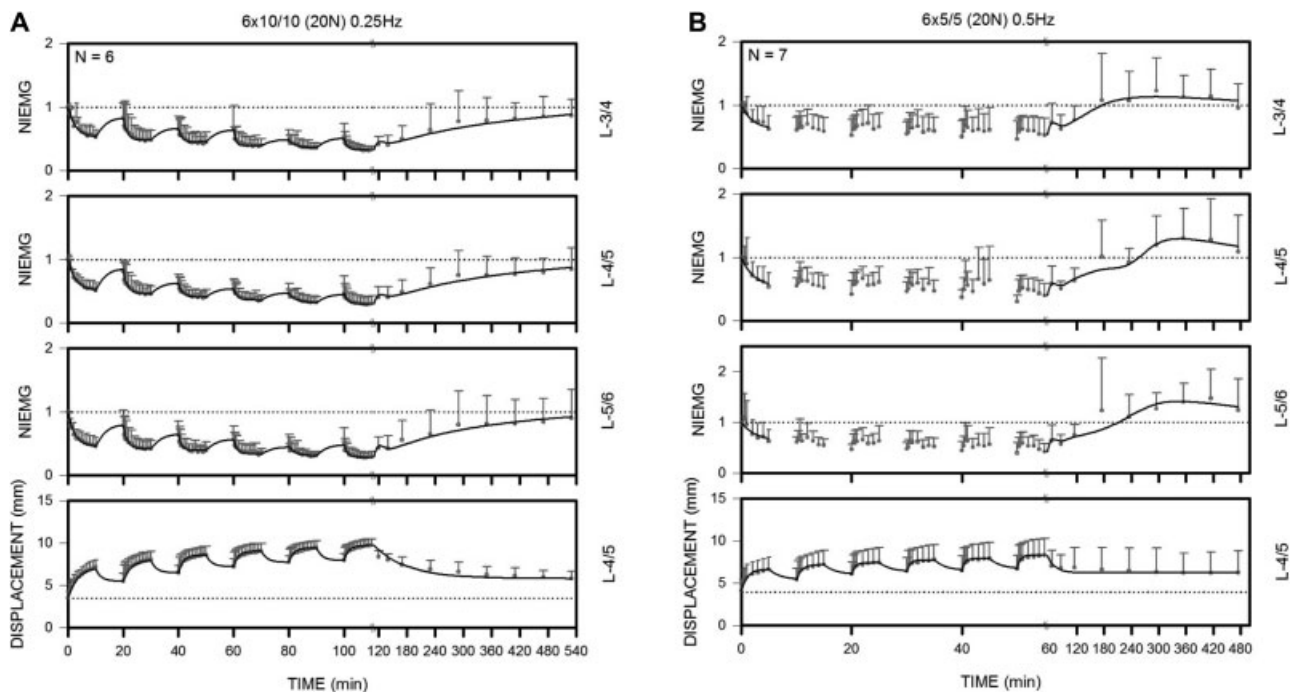 A
6x10/10 (20N) 0.25Hz
N = 6
2
1
0
NIEMG
L-3/4
2
1
0
NIEMG
L-4/5
2
1
0
NIEMG
L-5/6
15
10
5
0
DISPLACEMENT (mm)
L-4/5
0 20 40 60 80 100 120 180 240 300 360 420 480 540
TIME (min)
B
6x5/5 (20N) 0.5Hz
N = 7
2
1
0
NIEMG
L-3/4
2
1
0
NIEMG
L-4/5
2
1
0
NIEMG
L-5/6
15
10
5
0
DISPLACEMENT (mm)
L-4/5
0 20 40 60 120 180 240 300 360 420 480
TIME (min)